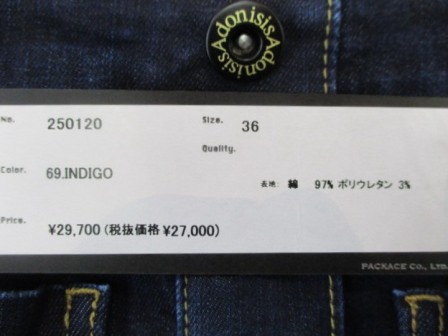 Adonisis Adonisis
No. 250120 Size. 36
Quality.
Color. 69.INDIGO
表地: 綿 97% ポリウレタン 3%
Price. ¥29,700(税抜価格 ¥27,000)
PACKACE CO., LTD.